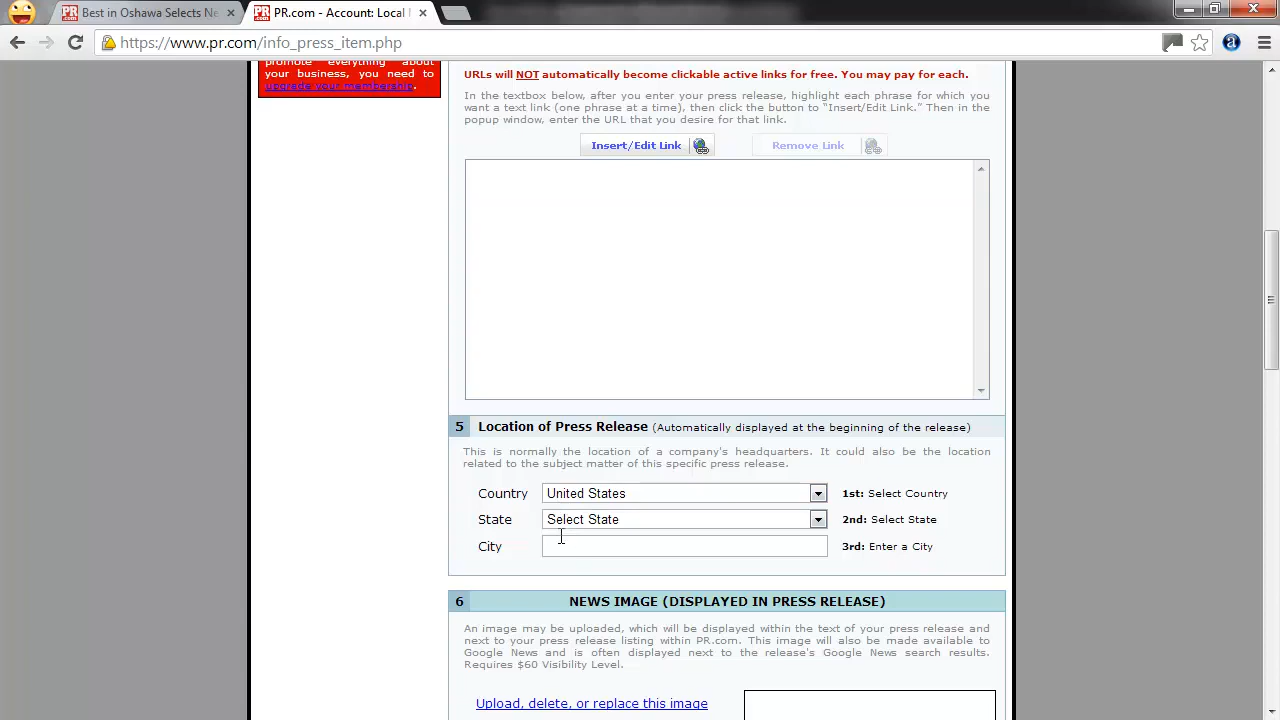 Best in Oshawa Selects Ne
PR.com - Account: Local
https://www.pr.com/info_press_item.php
promote everything about
your business, you need to
upgrade your membership.
URLs will NOT automatically become clickable active links for free. You may pay for each.
In the textbox below, after you enter your press release, highlight each phrase for which you
want a text link (one phrase at a time), then click the button to “Insert/Edit Link.” Then in the
popup window, enter the URL that you desire for that link.
Insert/Edit Link
Remove Link
5 Location of Press Release (Automatically displayed at the beginning of the release)
This is normally the location of a company's headquarters. It could also be the location
related to the subject matter of this specific press release.
Country United States 1st: Select Country
State Select State 2nd: Select State
City 3rd: Enter a City
6 NEWS IMAGE (DISPLAYED IN PRESS RELEASE)
An image may be uploaded, which will be displayed within the text of your press release and
next to your press release listing within PR.com. This image will also be made available to
Google News and is often displayed next to the release's Google News search results.
Requires $60 Visibility Level.
Upload, delete, or replace this image